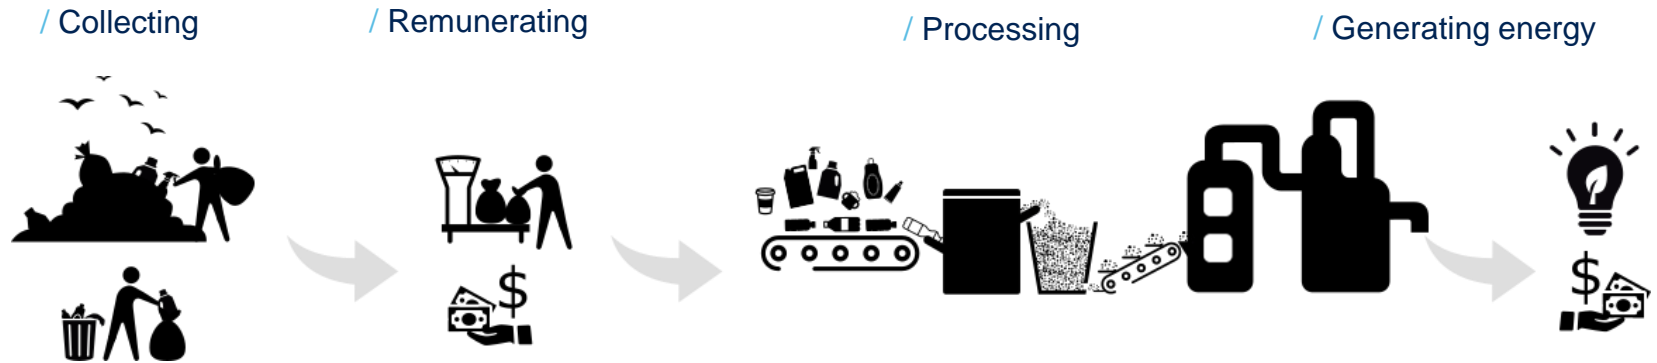 / Collecting
/ Remunerating
/ Processing
/ Generating energy
$
$